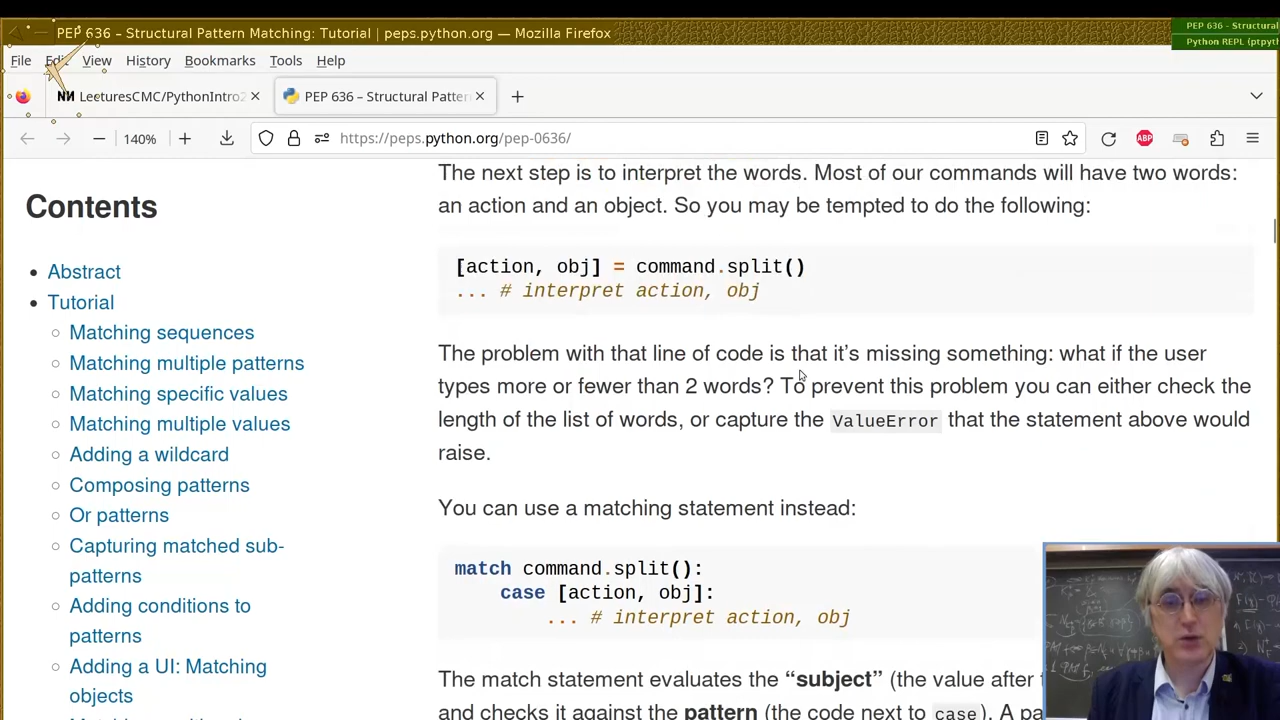 PEP 636 – Structural Pattern Matching: Tutorial | peps.python.org — Mozilla Firefox
PEP 636 – Structural
Python REPL (ptpyth
File Edit View History Bookmarks Tools Help
LecturesCMC/PythonIntro2
PEP 636 – Structural Patter
140%
https://peps.python.org/pep-0636/
ABP
Contents
Abstract
Tutorial
Matching sequences
Matching multiple patterns
Matching specific values
Matching multiple values
Adding a wildcard
Composing patterns
Or patterns
Capturing matched sub-
patterns
Adding conditions to
patterns
Adding a UI: Matching
objects
The next step is to interpret the words. Most of our commands will have two words:
an action and an object. So you may be tempted to do the following:
[action, obj] = command.split()
... # interpret action, obj
The problem with that line of code is that it’s missing something: what if the user
types more or fewer than 2 words? To prevent this problem you can either check the
length of the list of words, or capture the ValueError that the statement above would
raise.
You can use a matching statement instead:
match command.split():
case [action, obj]:
... # interpret action, obj
The match statement evaluates the “subject” (the value after
and checks it against the pattern (the code next to case). A pa